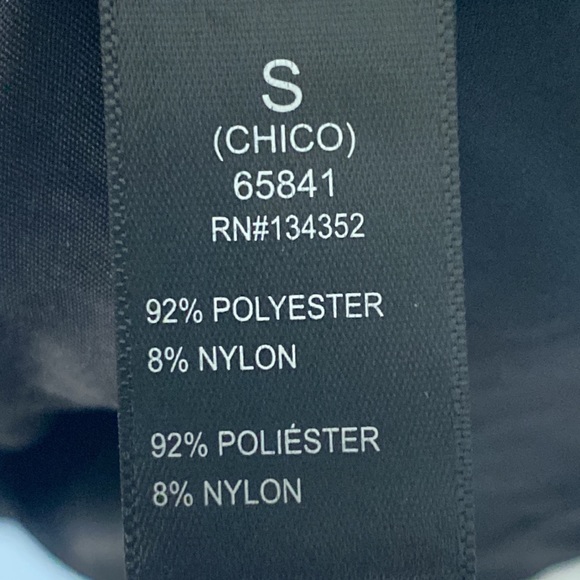 S
(CHICO)
65841
RN#134352
92% POLYESTER
8% NYLON
92% POLIÉSTER
8% NYLON